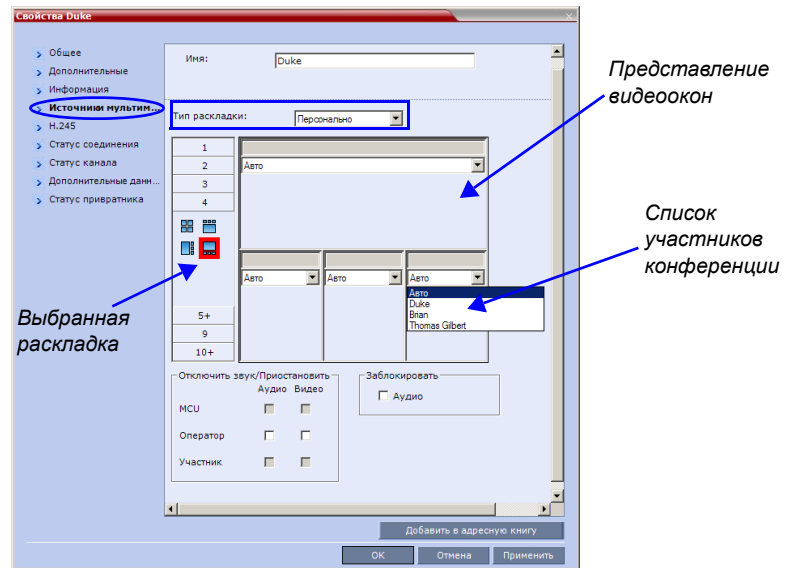 Свойства Duke
Общее
Дополнительные
Информация
Источники мультим...
H.245
Статус соединения
Статус канала
Дополнительные данн...
Статус привратника
Имя:
Duke
Тип раскладки:
Персонально
1
2
3
4
5+
9
10+
Авто
Авто
Авто
Авто
Авто
Duke
Brian
Thomas Gilbert
Отключить звук/Приостановить
Аудио Видео
MCU
Оператор
Участник
Заблокировать
Аудио
Добавить в адресную книгу
OK
Отмена
Применить
Представление
видеоокон
Список
участников
конференции
Выбранная
раскладка